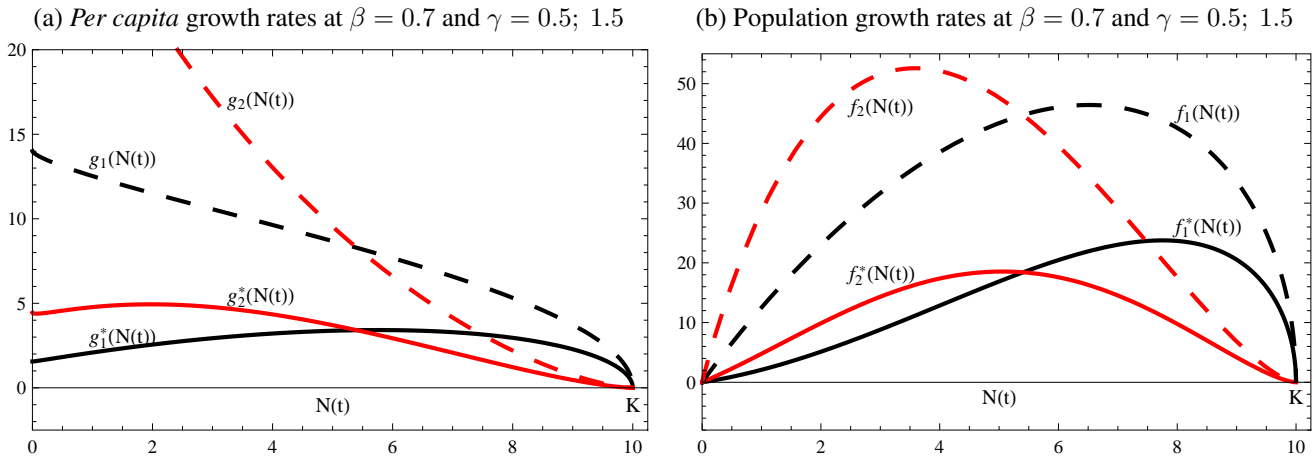 (a) Per capita growth rates at β = 0.7 and γ = 0.5; 1.5
20
15
10
5
0
g₂(N(t))
g₁(N(t))
g₂*(N(t))
g₁*(N(t))
N(t)
K
0 2 4 6 8 10
(b) Population growth rates at β = 0.7 and γ = 0.5; 1.5
50
40
30
20
10
0
f₂(N(t))
f₁(N(t))
f₁*(N(t))
f₂*(N(t))
N(t)
K
0 2 4 6 8 10